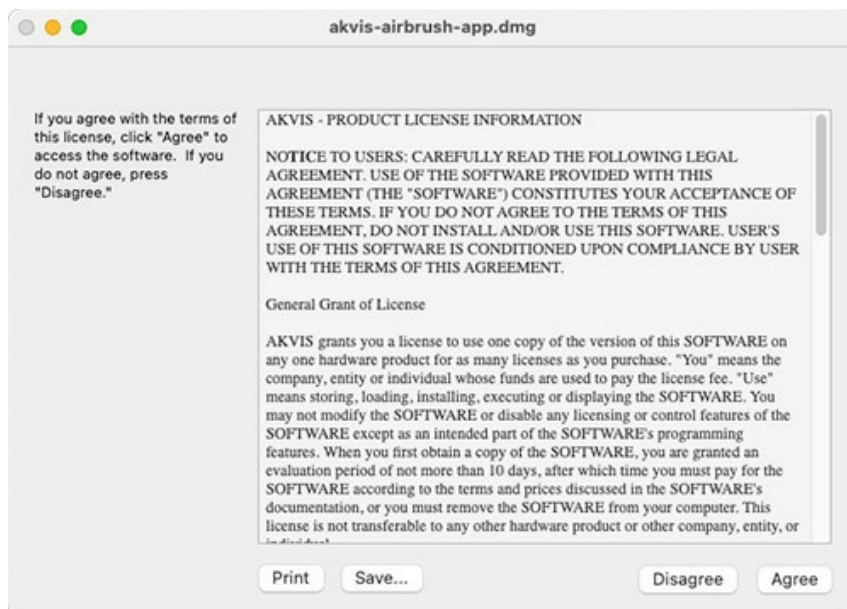 akvis-airbrush-app.dmg
If you agree with the terms of
this license, click "Agree" to
access the software.  If you
do not agree, press
"Disagree."
AKVIS - PRODUCT LICENSE INFORMATION
NOTICE TO USERS: CAREFULLY READ THE FOLLOWING LEGAL
AGREEMENT. USE OF THE SOFTWARE PROVIDED WITH THIS
AGREEMENT (THE "SOFTWARE") CONSTITUTES YOUR ACCEPTANCE OF
THESE TERMS. IF YOU DO NOT AGREE TO THE TERMS OF THIS
AGREEMENT, DO NOT INSTALL AND/OR USE THIS SOFTWARE. USER'S
USE OF THIS SOFTWARE IS CONDITIONED UPON COMPLIANCE BY USER
WITH THE TERMS OF THIS AGREEMENT.
General Grant of License
AKVIS grants you a license to use one copy of the version of this SOFTWARE on
any one hardware product for as many licenses as you purchase. "You" means the
company, entity or individual whose funds are used to pay the license fee. "Use"
means storing, loading, installing, executing or displaying the SOFTWARE. You
may not modify the SOFTWARE or disable any licensing or control features of the
SOFTWARE except as an intended part of the SOFTWARE's programming
features. When you first obtain a copy of the SOFTWARE, you are granted an
evaluation period of not more than 10 days, after which time you must pay for the
SOFTWARE according to the terms and prices discussed in the SOFTWARE's
documentation, or you must remove the SOFTWARE from your computer. This
license is not transferable to any other hardware product or other company, entity, or
Print
Save...
Disagree
Agree